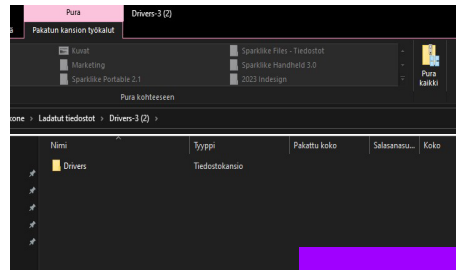 Pura Drivers-3 (2)
Pakatun kansion työkalut
Kuvat Sparklike Files - Tiedostot
Marketing Sparklike Handheld 3.0
Sparklike Portable 2.1 2023 Indesign
Pura kaikki
Pura kohteeseen
kone › Ladatut tiedostot › Drivers-3 (2) ›
Nimi Tyyppi Pakattu koko Salasanasu... Koko
Drivers Tiedostokansio